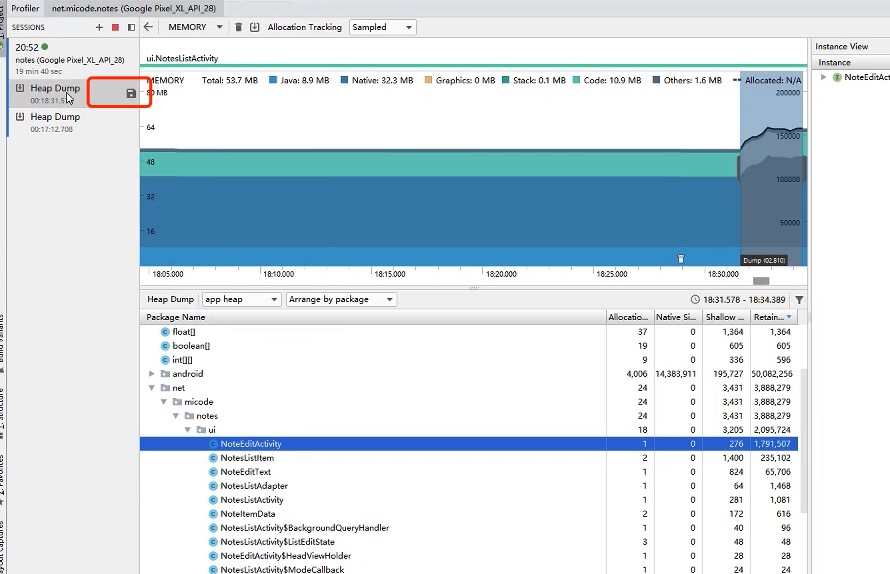 Profiler net.micode.notes (Google Pixel_XL_API_28)
SESSIONS MEMORY Allocation Tracking Sampled
20:52
notes (Google Pixel_XL_API_28)
19 min 40 sec
Heap Dump
Heap Dump
00:17:12.708
ui.NotesListActivity
MEMORY Total: 53.7 MB Java: 8.9 MB Native: 32.3 MB Graphics: 0 MB Stack: 0.1 MB Code: 10.9 MB Others: 1.6 MB Allocated: N/A
80 MB 200000
64 150000
48 100000
32
16 50000
Dump (02.810)
18:05.000 18:10.000 18:15.000 18:20.000 18:25.000 18:30.000
Heap Dump app heap Arrange by package 18:31.578 - 18:34.389
Package Name Allocatio... Native Si... Shallow ... Retain...
float[] 37 0 1,364 1,364
boolean[] 19 0 605 605
int[][] 9 0 336 596
android 4,006 14,383,911 195,727 50,082,256
net 24 0 3,431 3,888,279
micode 24 0 3,431 3,888,279
notes 24 0 3,431 3,888,279
ui 18 0 3,205 2,095,724
NoteEditActivity 1 0 276 1,791,507
NotesListItem 2 0 1,400 235,102
NoteEditText 1 0 824 65,706
NotesListAdapter 1 0 64 1,468
NotesListActivity 1 0 281 1,081
NoteItemData 2 0 172 616
NotesListActivity$BackgroundQueryHandler 1 0 40 96
NotesListActivity$ListEditState 3 0 48 48
NoteEditActivity$HeadViewHolder 1 0 28 28
NotesListActivity$ModeCallback 1 0 24 24
Instance View
Instance
NoteEditAct